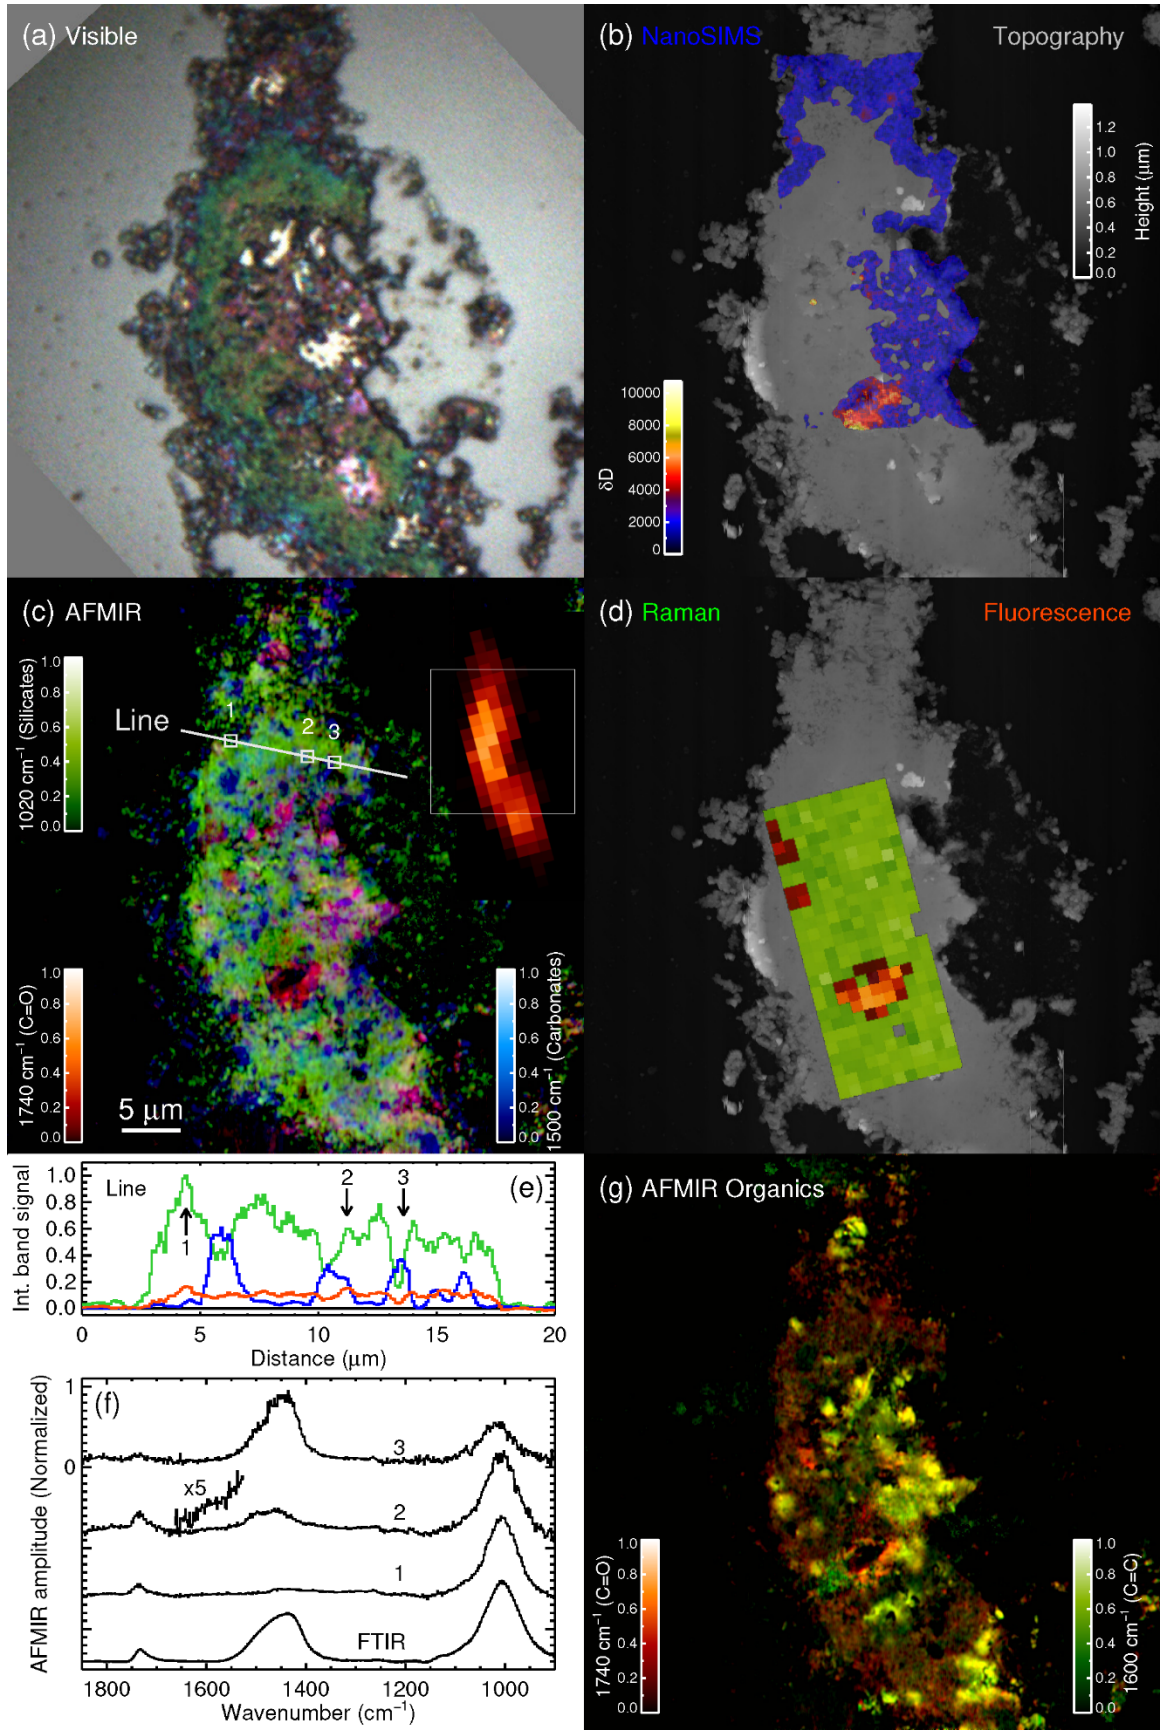 (a) Visible
(b) NanoSIMS
Topography
1.2
1.0
0.8
0.6
0.4
0.2
0.0
Height (μm)
10000
8000
6000
4000
2000
0
δD
(c) AFMIR
1.0
0.8
0.6
0.4
0.2
0.0
1020 cm⁻¹ (Silicates)
Line
1
2
3
1.0
0.8
0.6
0.4
0.2
0.0
1740 cm⁻¹ (C=O)
5 μm
1.0
0.8
0.6
0.4
0.2
0.0
1500 cm⁻¹ (Carbonates)
(d) Raman
Fluorescence
(e)
Line
1
2
3
1.0
0.8
0.6
0.4
0.2
0.0
Int. band signal
0 5 10 15 20
Distance (μm)
(f)
1
0
3
x5
2
1
FTIR
AFMIR amplitude (Normalized)
1800 1600 1400 1200 1000
Wavenumber (cm⁻¹)
(g) AFMIR Organics
1.0
0.8
0.6
0.4
0.2
0.0
1740 cm⁻¹ (C=O)
1.0
0.8
0.6
0.4
0.2
0.0
1600 cm⁻¹ (C=C)